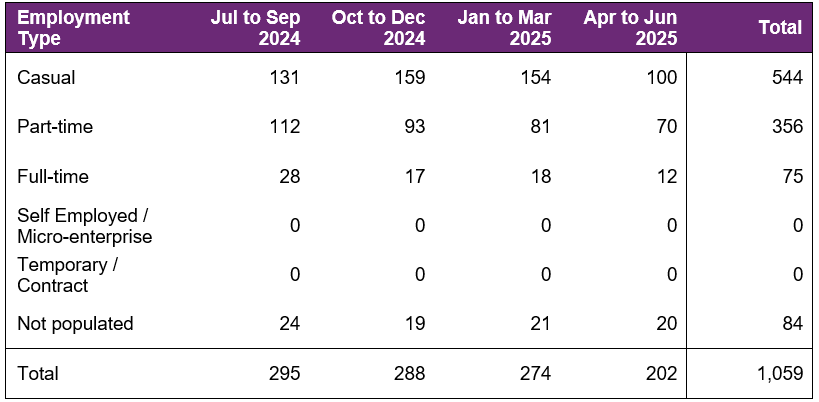 Employment Type Jul to Sep 2024 Oct to Dec 2024 Jan to Mar 2025 Apr to Jun 2025 Total
Casual 131 159 154 100 544
Part-time 112 93 81 70 356
Full-time 28 17 18 12 75
Self Employed / Micro-enterprise 0 0 0 0 0
Temporary / Contract 0 0 0 0 0
Not populated 24 19 21 20 84
Total 295 288 274 202 1,059